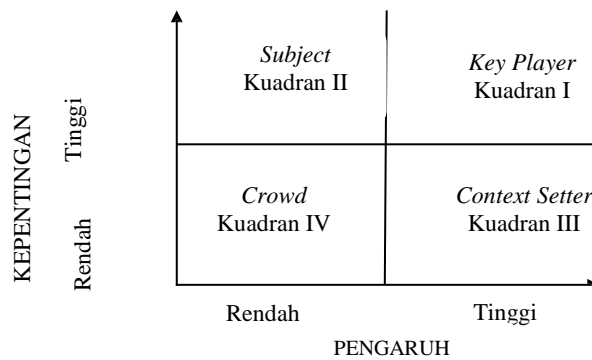 Subject
Kuadran II
Key Player
Kuadran I
KEPENTINGAN
Tinggi
Rendah
Crowd
Kuadran IV
Context Setter
Kuadran III
Rendah
Tinggi
PENGARUH